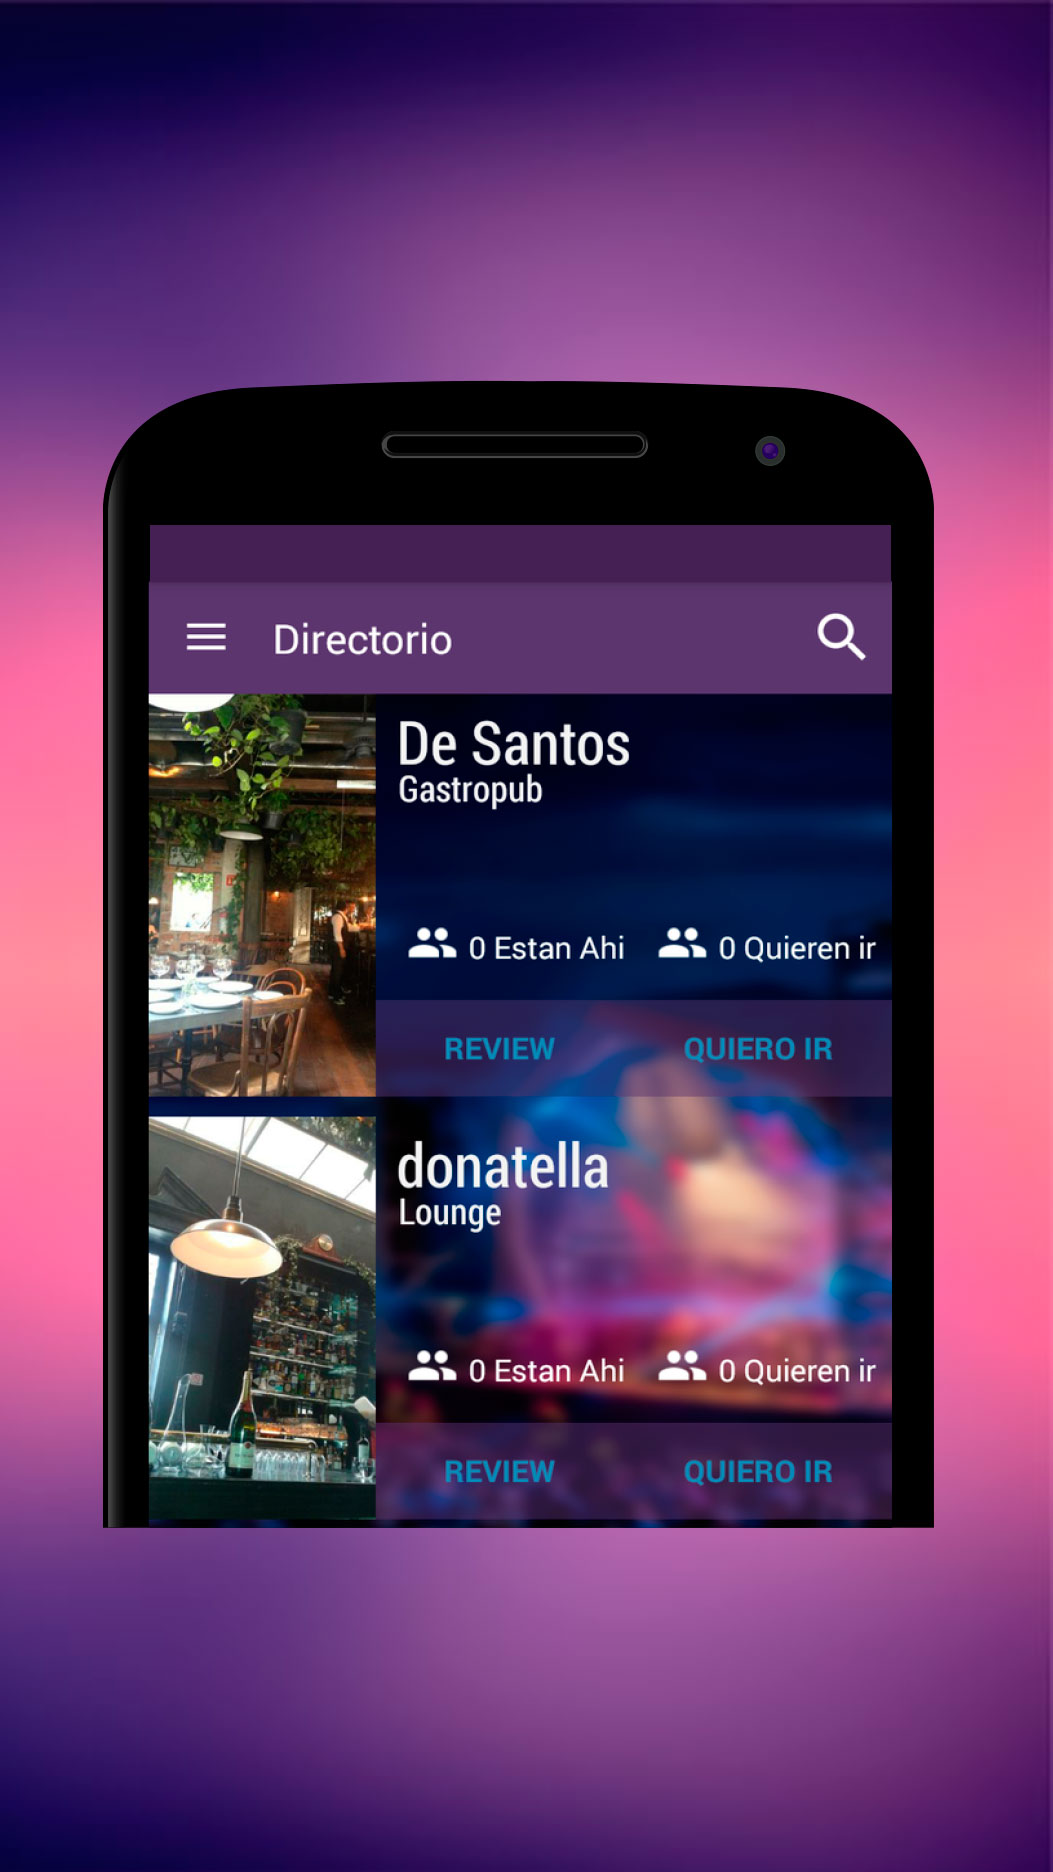 Directorio
De Santos
Gastropub
0 Estan Ahi 0 Quieren ir
REVIEW QUIERO IR
donatella
Lounge
0 Estan Ahi 0 Quieren ir
REVIEW QUIERO IR